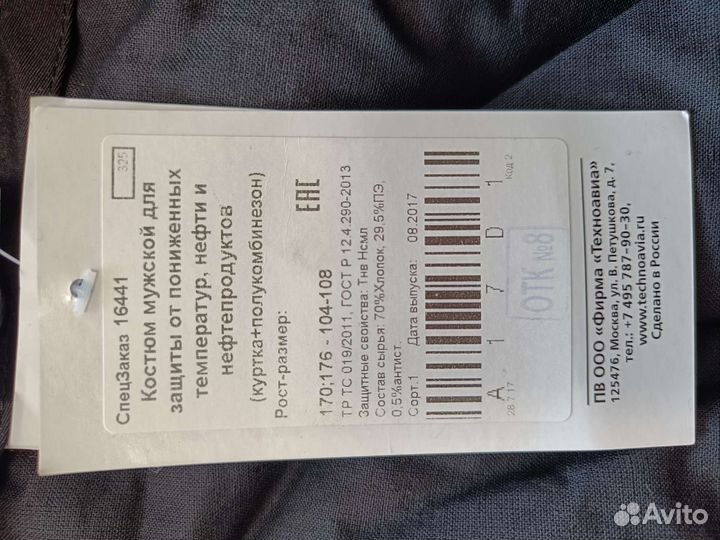 СпецЗаказ 16441
325
Костюм мужской для
защиты от пониженных
температур, нефти и
нефтепродуктов
(куртка+полукомбинезон)
Рост-размер:
EAC
170;176 - 104-108
ТР ТС 019/2011, ГОСТ Р 12.4.290-2013
Защитные свойства: Тнв Нсмл
Состав сырья: 70%Хлопок, 29,5%ПЭ,
0,5%антист.
Сорт.1 Дата выпуска: 08.2017
A 1 7 D 1
28 7 17 Код 2
ОТК №8
ПВ ООО «Фирма «Техноавиа»
125476, Москва, ул. В. Петушкова, д. 7,
тел.: +7 495 787-90-30,
www.technoavia.ru
Сделано в России
Avito